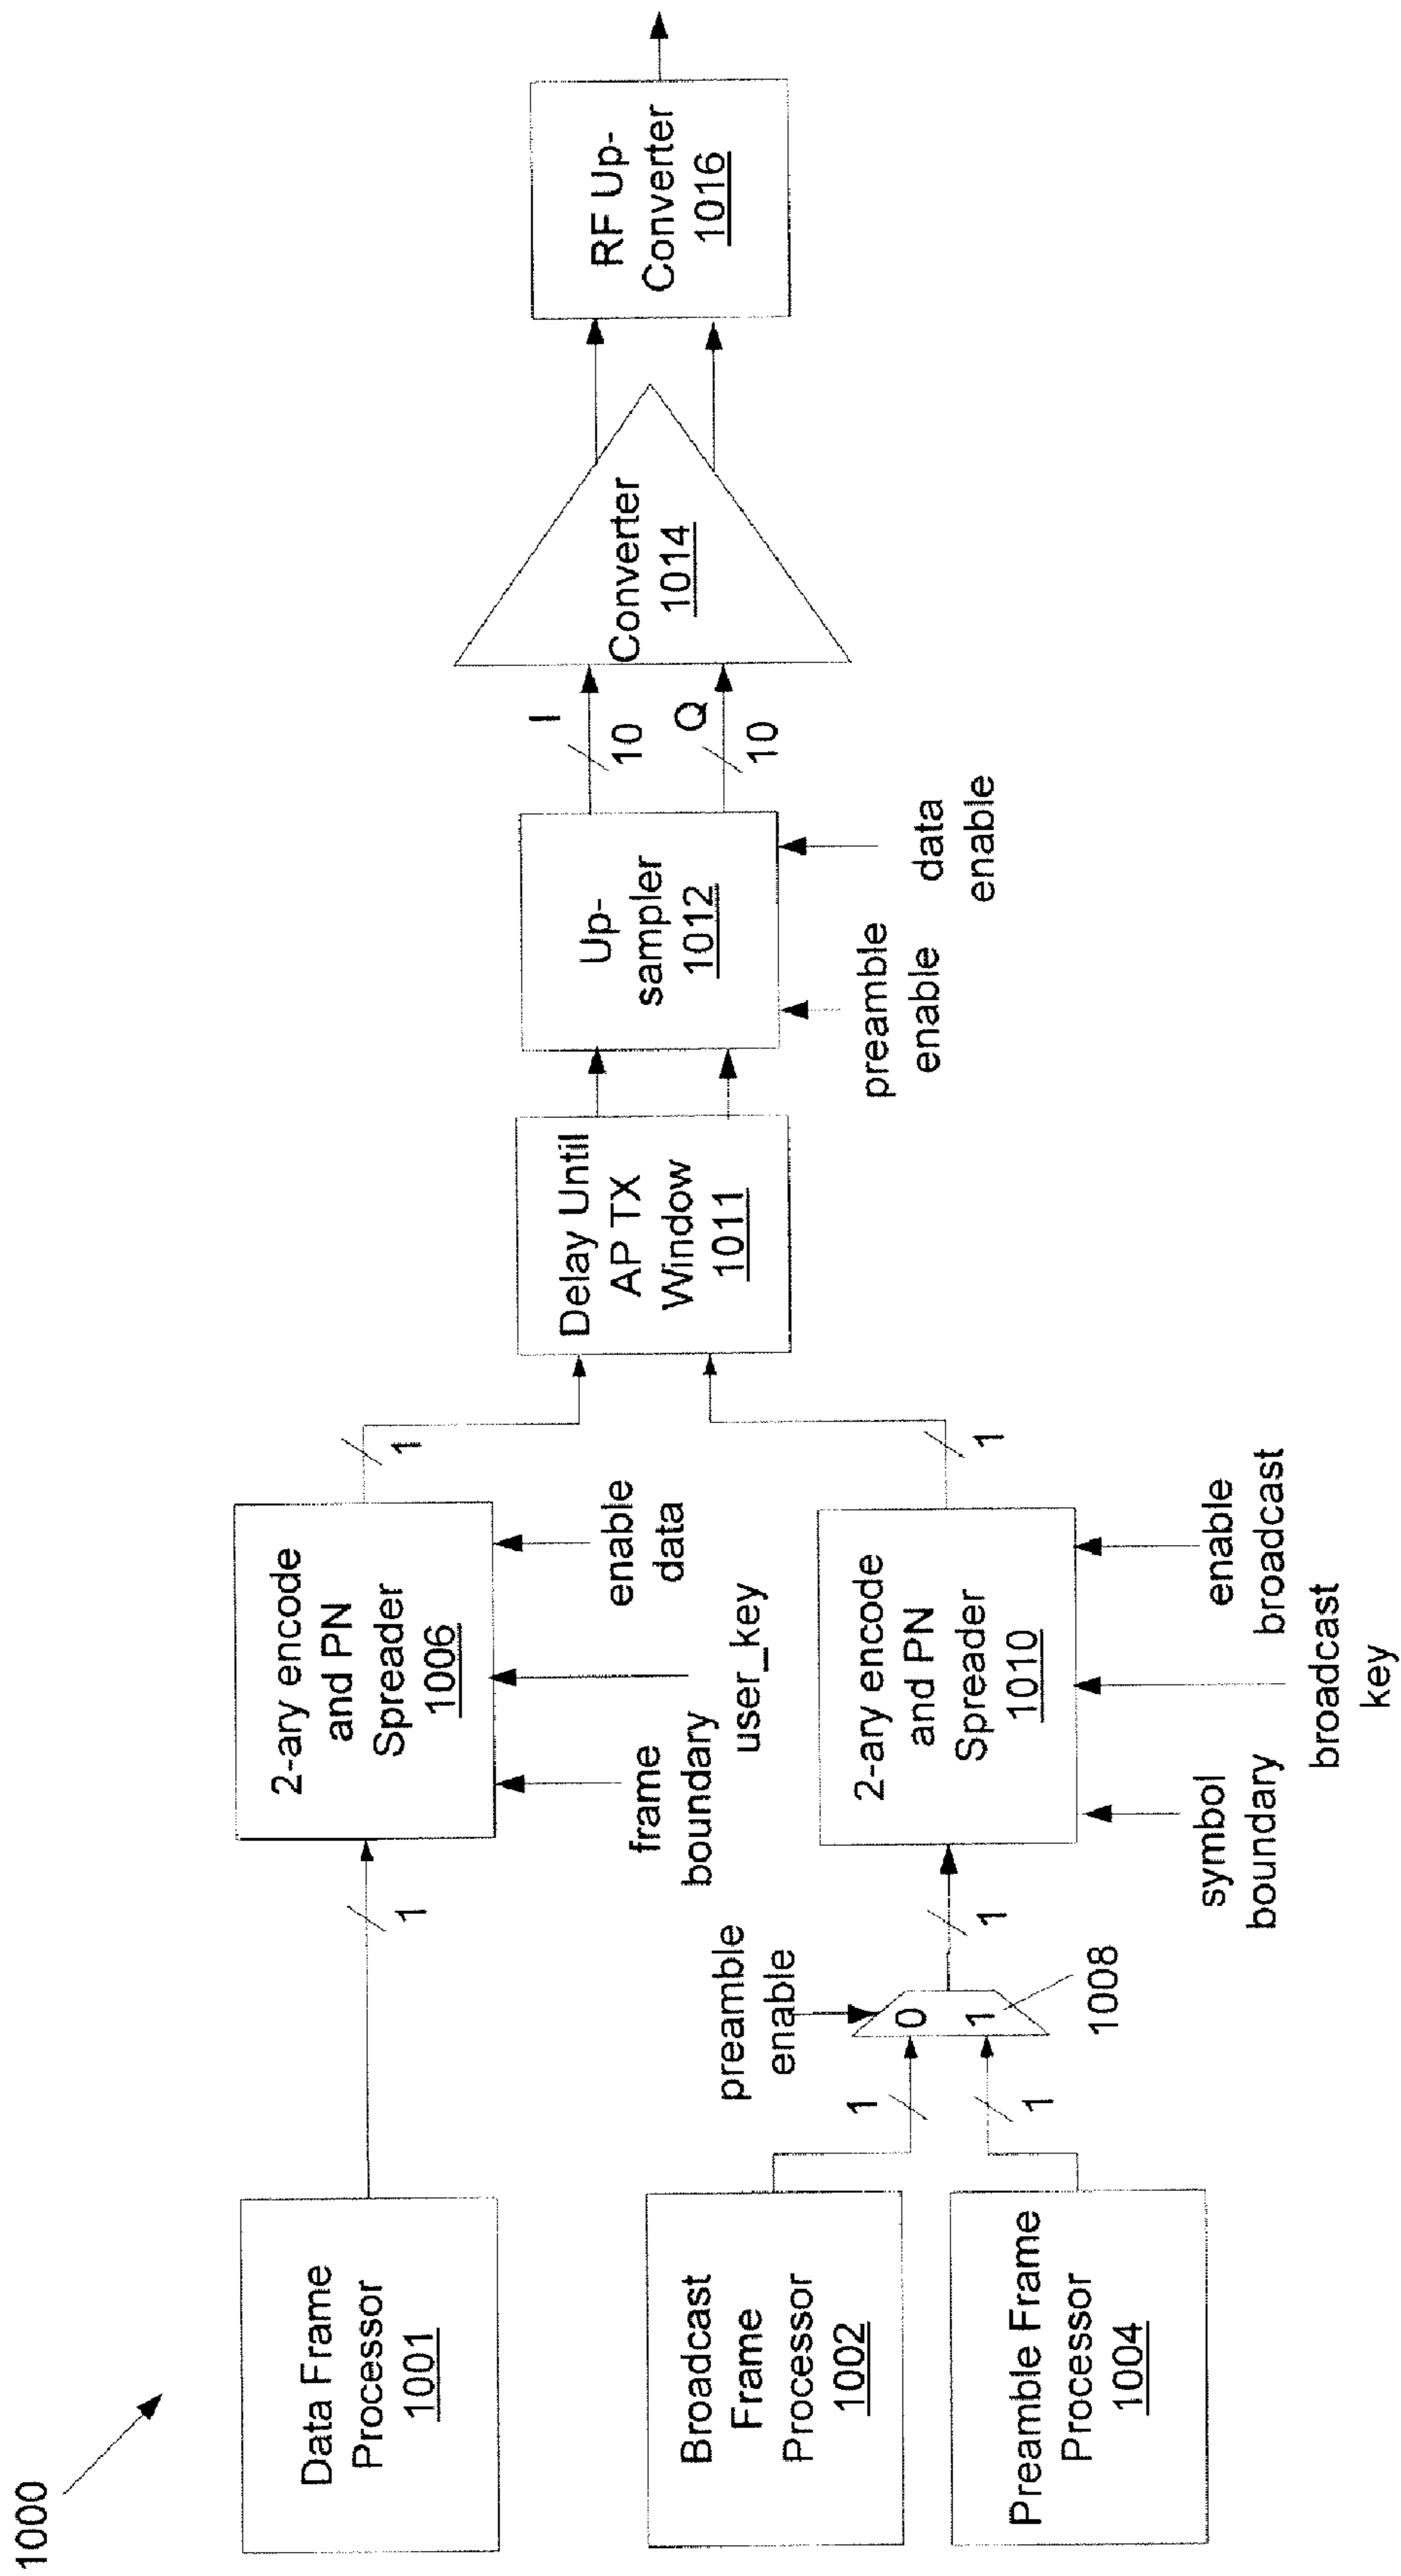 1000
Data Frame
Processor
1001
1
2-ary encode
and PN
Spreader
1006
frame
boundary
user_key
enable
data
1
Broadcast
Frame
Processor
1002
1
Preamble Frame
Processor
1004
1
preamble
enable
0
1
1008
1
2-ary encode
and PN
Spreader
1010
symbol
boundary
broadcast
key
enable
broadcast
1
Delay Until
AP TX
Window
1011
Up-
sampler
1012
preamble
enable
data
enable
I
10
Q
10
Converter
1014
RF Up-
Converter
1016